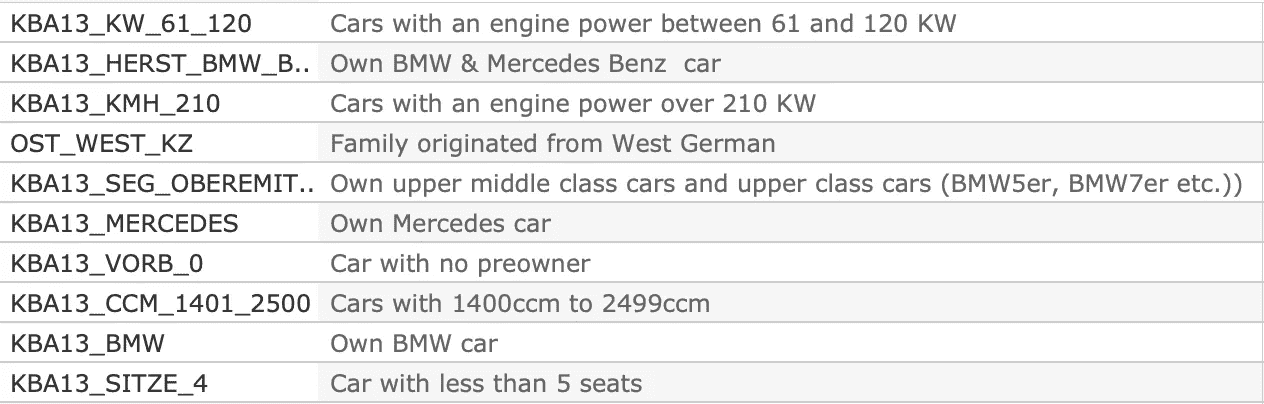 KBA13_KW_61_120 Cars with an engine power between 61 and 120 KW
KBA13_HERST_BMW_B.. Own BMW & Mercedes Benz  car
KBA13_KMH_210 Cars with an engine power over 210 KW
OST_WEST_KZ Family originated from West German
KBA13_SEG_OBEREMIT.. Own upper middle class cars and upper class cars (BMW5er, BMW7er etc.))
KBA13_MERCEDES Own Mercedes car
KBA13_VORB_0 Car with no preowner
KBA13_CCM_1401_2500 Cars with 1400ccm to 2499ccm
KBA13_BMW Own BMW car
KBA13_SITZE_4 Car with less than 5 seats